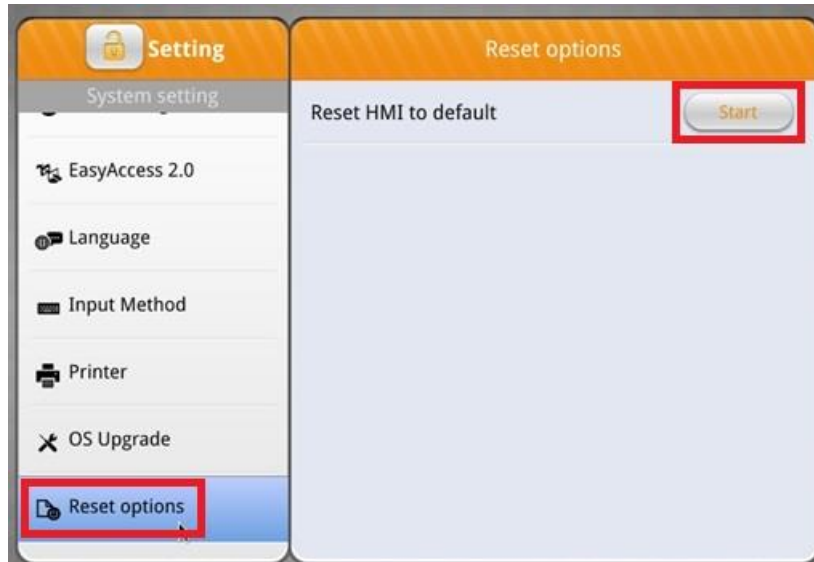 Setting
System setting
EasyAccess 2.0
Language
Input Method
Printer
OS Upgrade
Reset options
Reset options
Reset HMI to default
Start